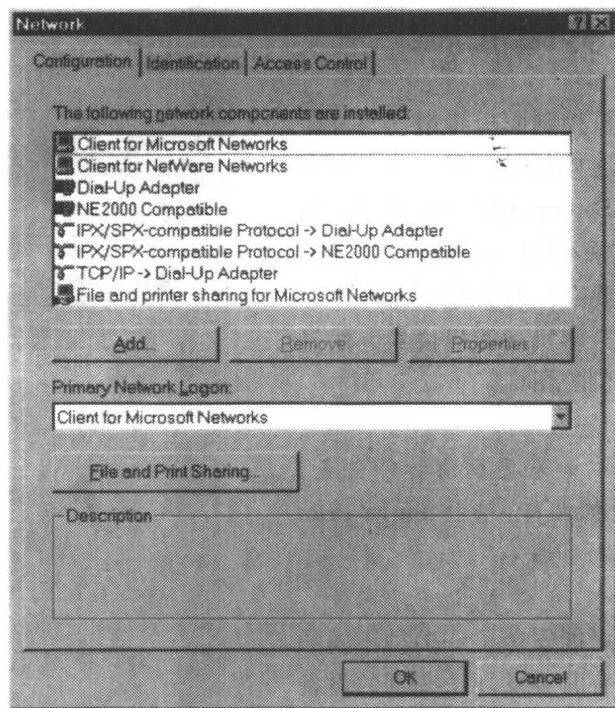 Network
Configuration Identification Access Control
The following network components are installed:
Client for Microsoft Networks
Client for NetWare Networks
Dial-Up Adapter
NE2000 Compatible
IPX/SPX-compatible Protocol -> Dial-Up Adapter
IPX/SPX-compatible Protocol -> NE2000 Compatible
TCP/IP -> Dial-Up Adapter
File and printer sharing for Microsoft Networks
Add... Remove Properties
Primary Network Logon:
Client for Microsoft Networks
File and Print Sharing...
Description
OK Cancel